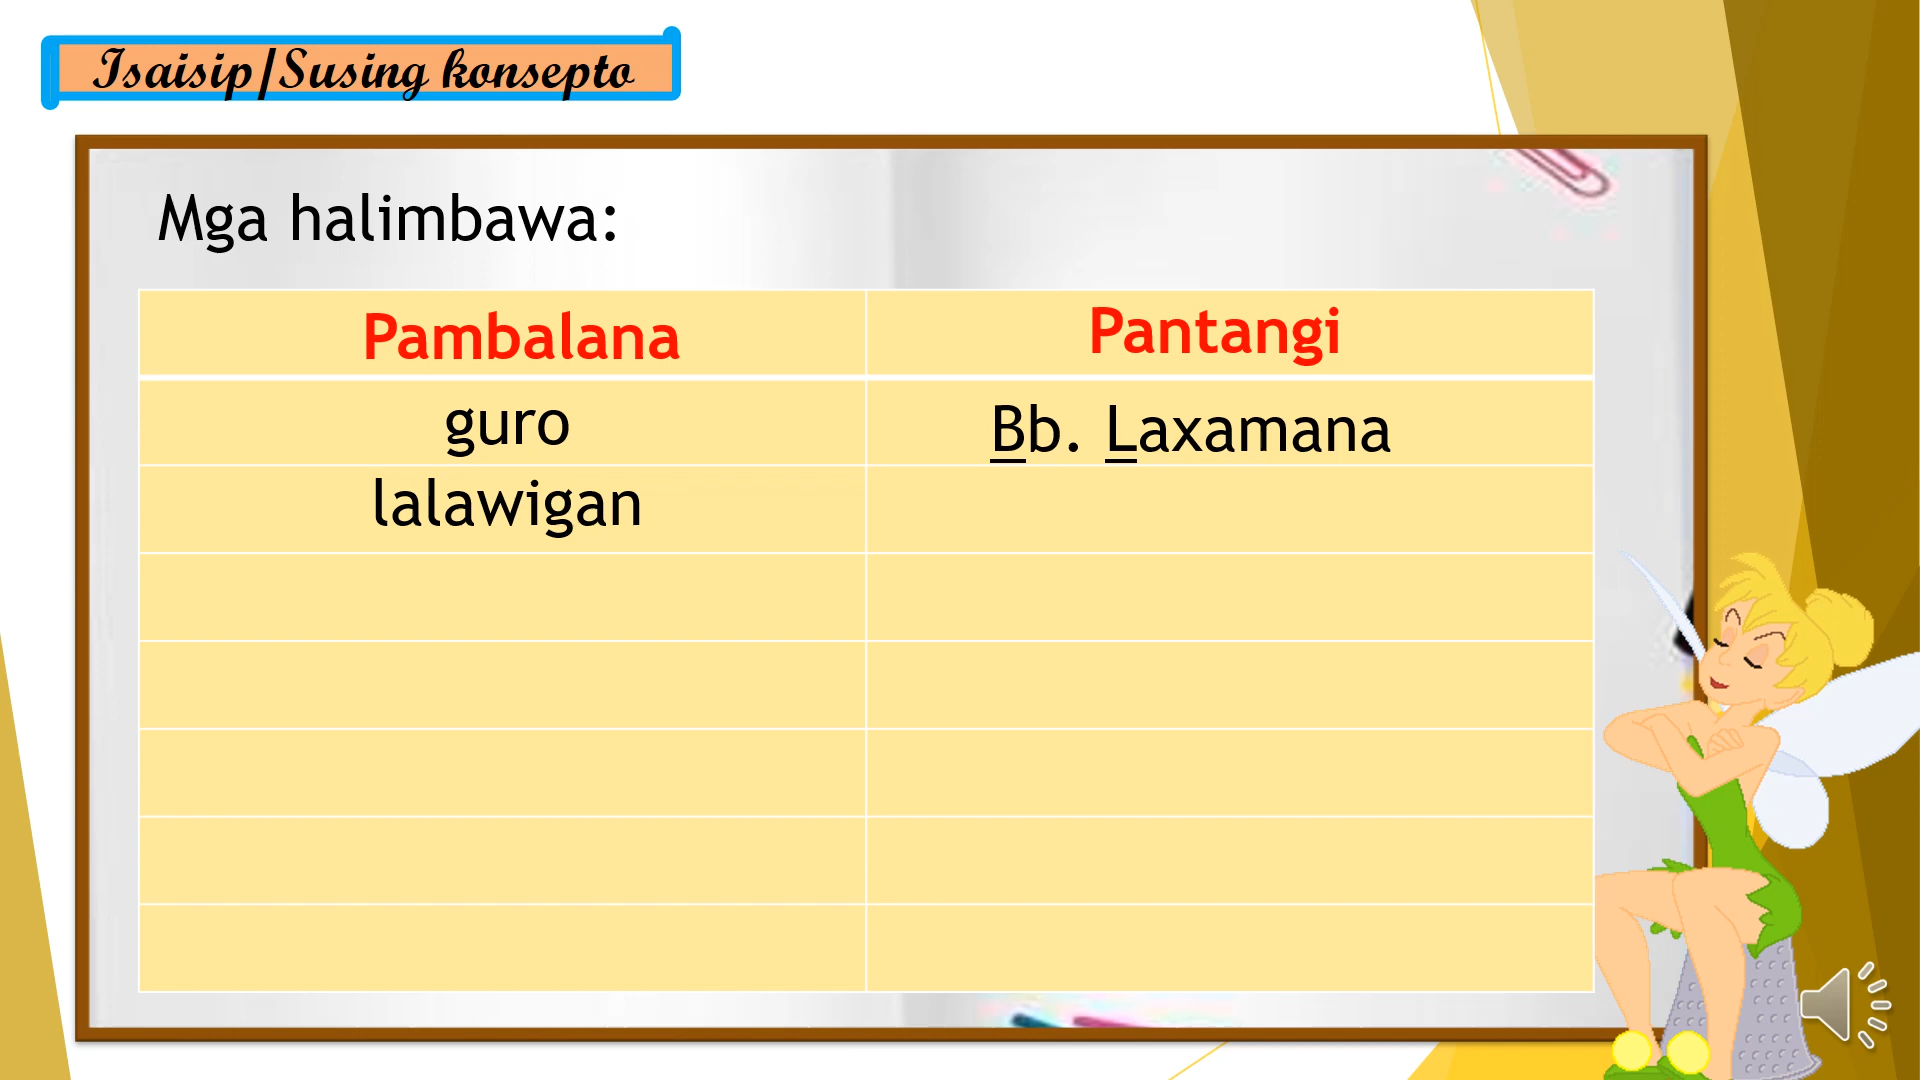 Isaisip/Susing konsepto
Mga halimbawa:
Pambalana Pantangi
guro Bb. Laxamana
lalawigan